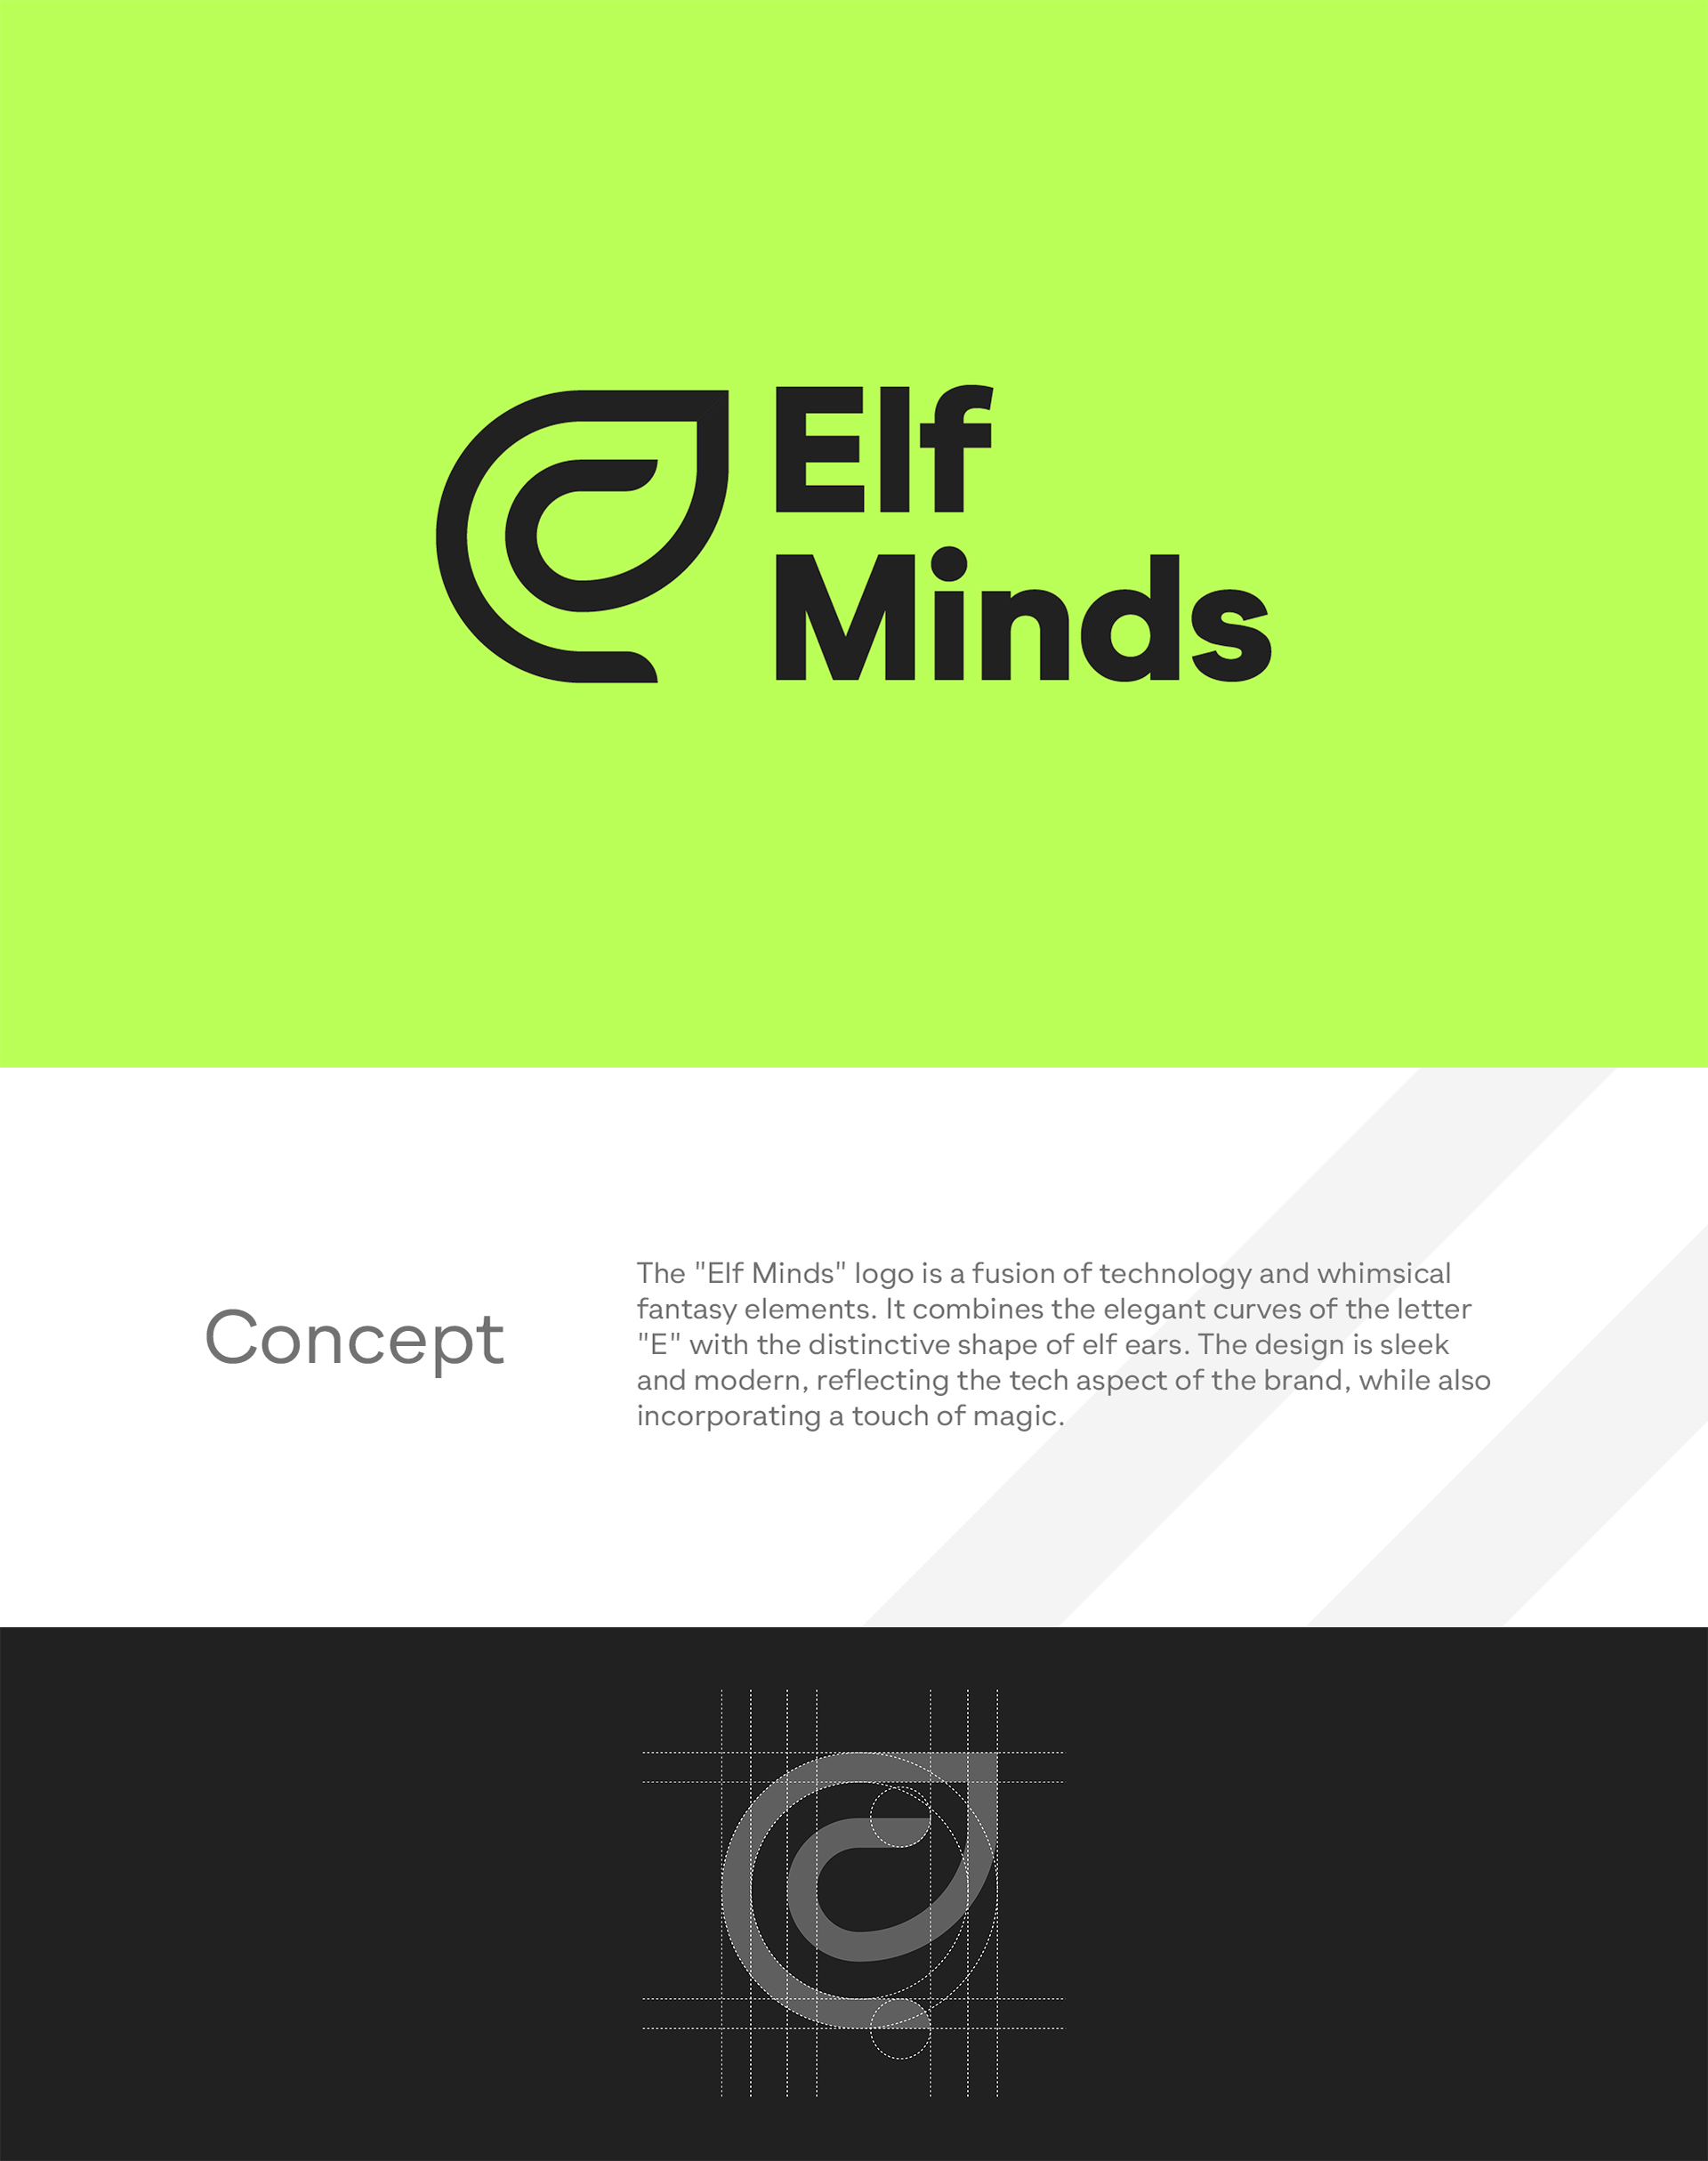 Elf
Minds
Concept
The "Elf Minds" logo is a fusion of technology and whimsical
fantasy elements. It combines the elegant curves of the letter
"E" with the distinctive shape of elf ears. The design is sleek
and modern, reflecting the tech aspect of the brand, while also
incorporating a touch of magic.